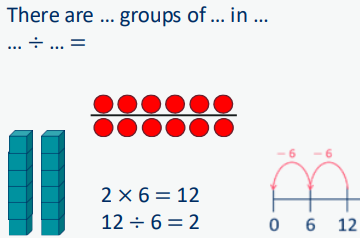 There are ... groups of ... in ...
... ÷ ... =
− 6 − 6
2 × 6 = 12
12 ÷ 6 = 2
0 6 12